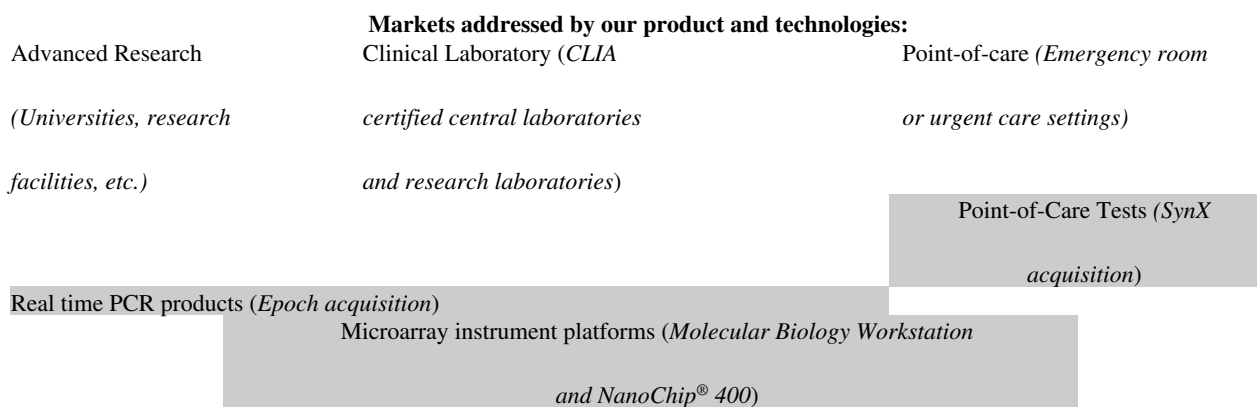 Markets addressed by our product and technologies:
Advanced Research
(Universities, research
facilities, etc.)
Clinical Laboratory (CLIA
certified central laboratories
and research laboratories)
Point-of-care (Emergency room
or urgent care settings)
Point-of-Care Tests (SynX
acquisition)
Real time PCR products (Epoch acquisition)
Microarray instrument platforms (Molecular Biology Workstation
and NanoChip® 400)